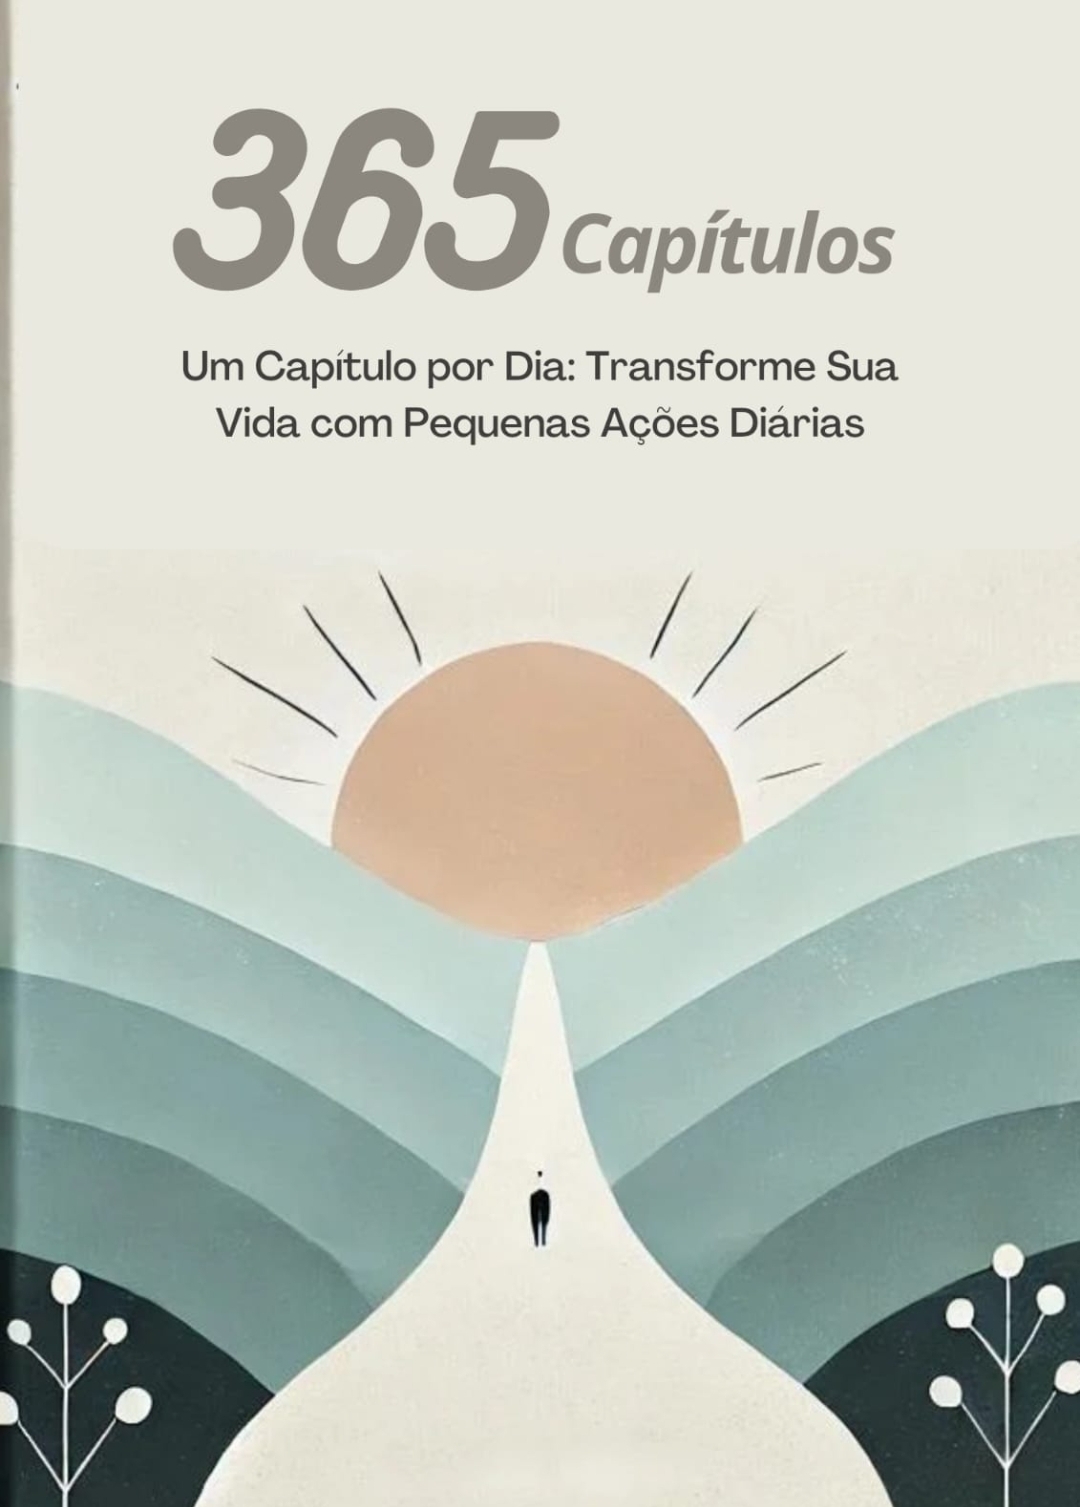 365 Capítulos
Um Capítulo por Dia: Transforme Sua
Vida com Pequenas Ações Diárias